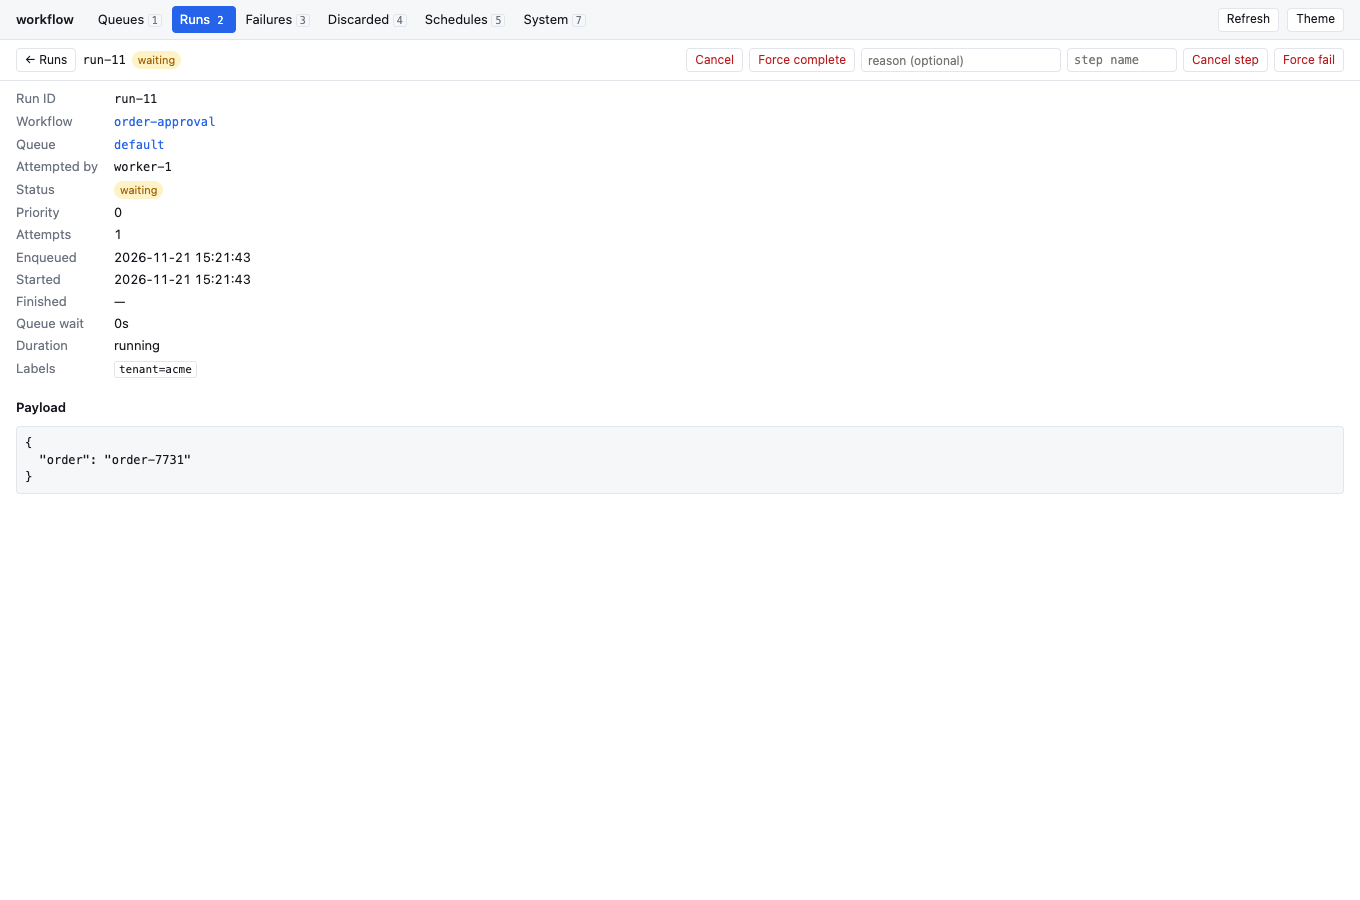 workflow Queues 1 Runs 2 Failures 3 Discarded 4 Schedules 5 System 7 Refresh Theme
← Runs run-11 waiting Cancel Force complete reason (optional) step name Cancel step Force fail
Run ID run-11
Workflow order-approval
Queue default
Attempted by worker-1
Status waiting
Priority 0
Attempts 1
Enqueued 2026-11-21 15:21:43
Started 2026-11-21 15:21:43
Finished —
Queue wait 0s
Duration running
Labels tenant=acme
Payload
{
  "order": "order-7731"
}